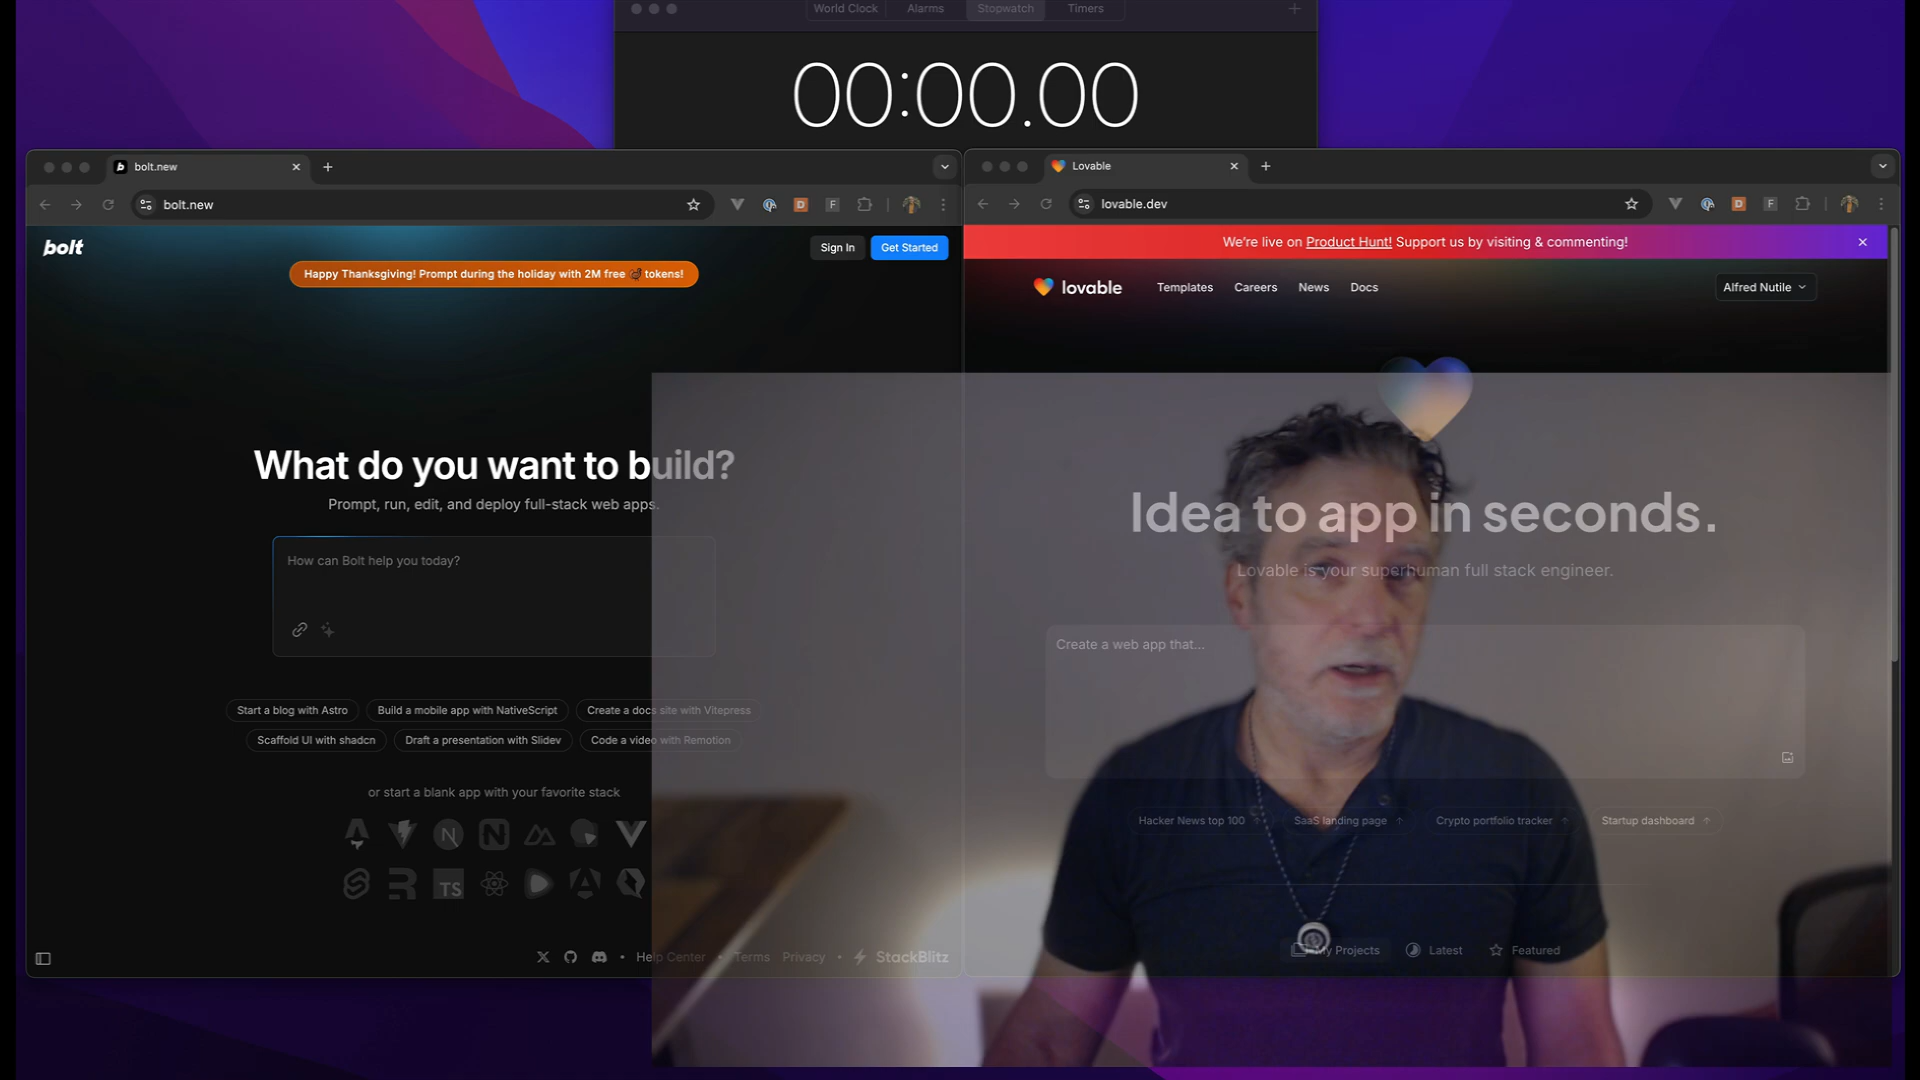 World Clock Alarms Stopwatch Timers
00:00.00
bolt.new
bolt.new
bolt
Sign In
Get Started
Happy Thanksgiving! Prompt during the holiday with 2M free tokens!
What do you want to build?
Prompt, run, edit, and deploy full-stack web apps.
How can Bolt help you today?
Start a blog with Astro
Build a mobile app with NativeScript
Create a docs site with Vitepress
Scaffold UI with shadcn
Draft a presentation with Slidev
Code a video with Remotion
or start a blank app with your favorite stack
TS
Help Center • Terms Privacy • StackBlitz
Lovable
lovable.dev
We're live on Product Hunt! Support us by visiting & commenting!
lovable
Templates Careers News Docs
Alfred Nutile
Idea to app in seconds.
Lovable is your superhuman full stack engineer.
Create a web app that...
Hacker News top 100
SaaS landing page
Crypto portfolio tracker
Startup dashboard
My Projects
Latest
Featured